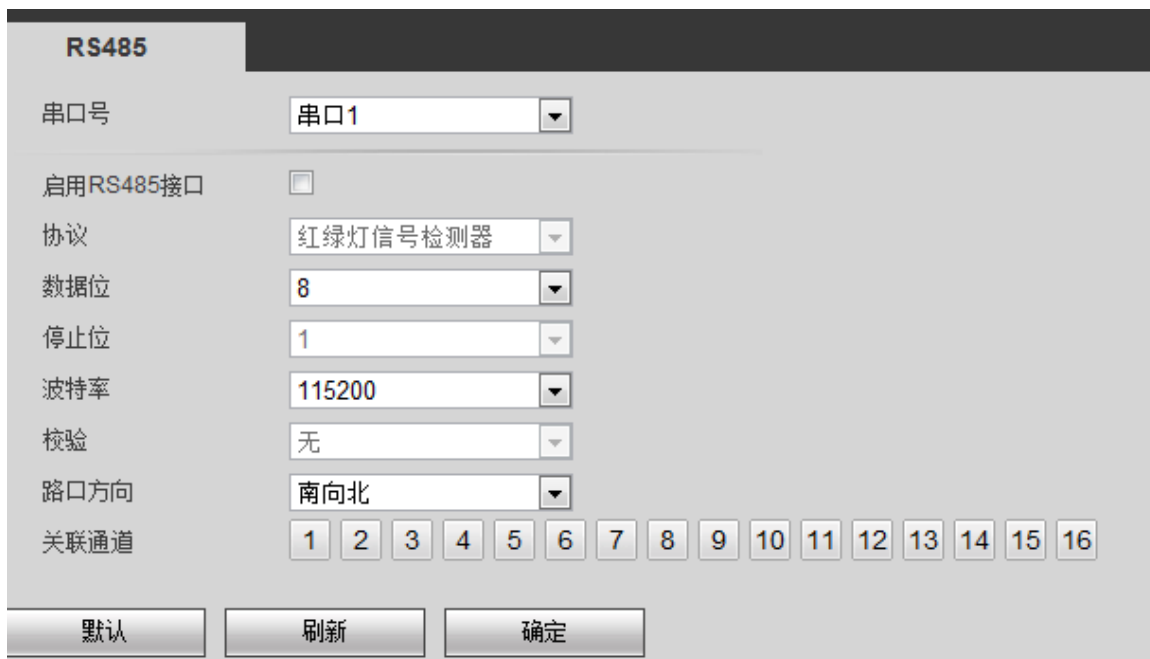 RS485
串口号 串口1
启用RS485接口
协议 红绿灯信号检测器
数据位 8
停止位 1
波特率 115200
校验 无
路口方向 南向北
关联通道 1 2 3 4 5 6 7 8 9 10 11 12 13 14 15 16
默认 刷新 确定